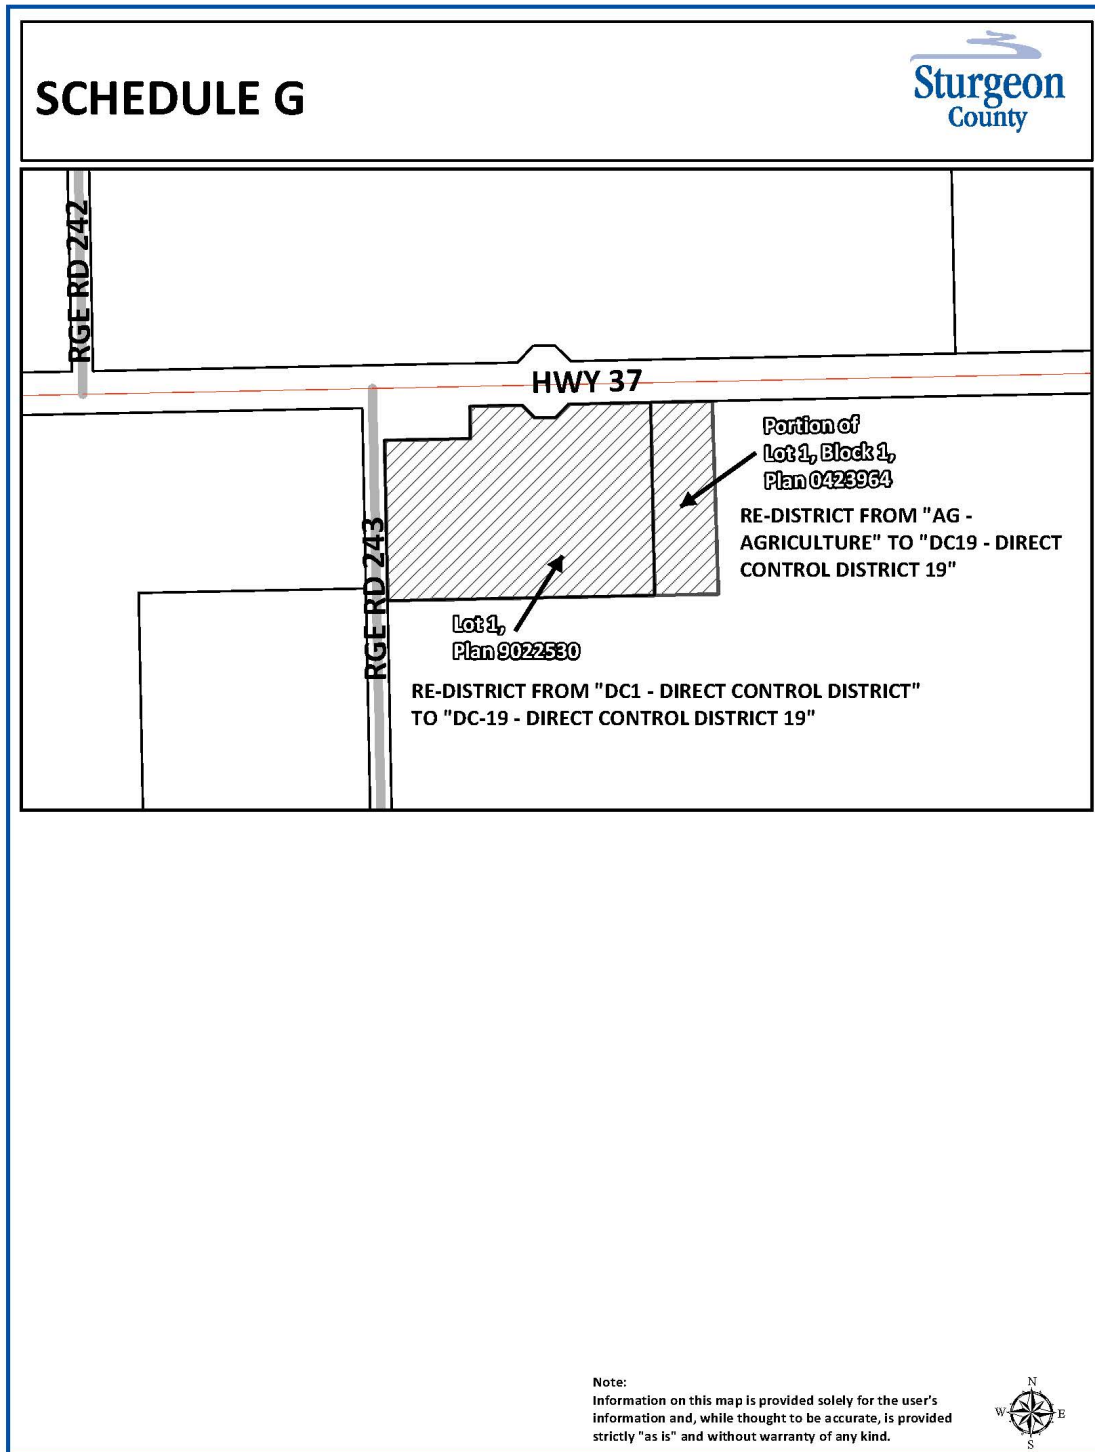 SCHEDULE G
Sturgeon
County
RGE RD 242
HWY 37
Portion of
Lot 1, Block 1,
Plan 0423964
RE-DISTRICT FROM "AG -
AGRICULTURE" TO "DC19 - DIRECT
CONTROL DISTRICT 19"
RGE RD 243
Lot 1,
Plan 9022530
RE-DISTRICT FROM "DC1 - DIRECT CONTROL DISTRICT"
TO "DC-19 - DIRECT CONTROL DISTRICT 19"
Note:
Information on this map is provided solely for the user's
information and, while thought to be accurate, is provided
strictly "as is" and without warranty of any kind.
N
W E
S